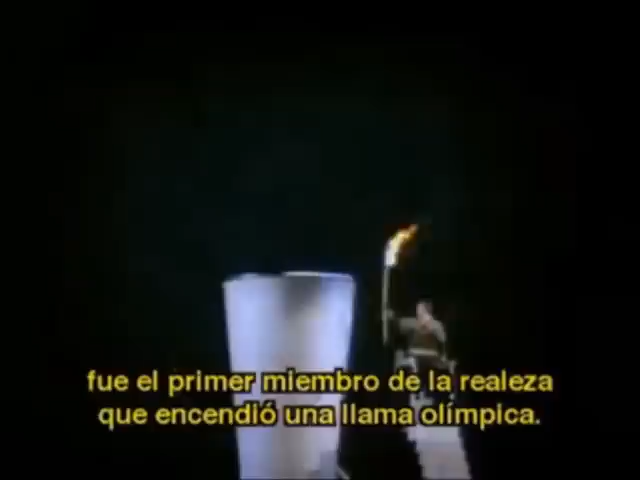 fue el primer miembro de la realeza
que encendió una llama olímpica.